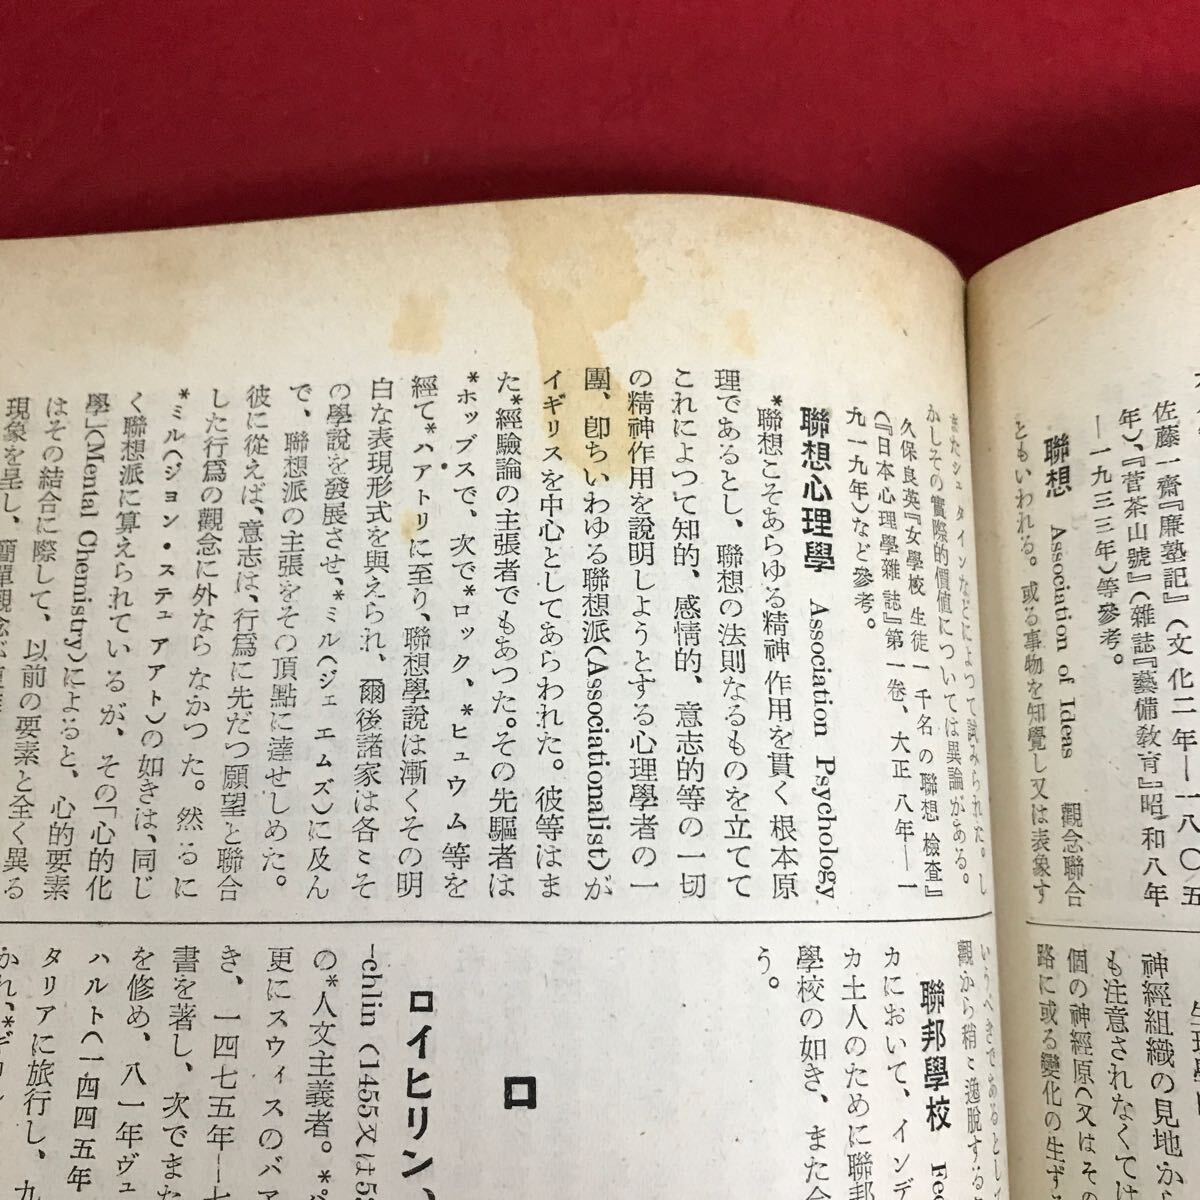 佐藤一齋『廉塾記』(文化二年—一八〇五
年)、『菅茶山號』(雜誌『藝備敎育』昭和八年
—一九三三年)等參考。
聯想 Association of Ideas 觀念聯合
ともいわれる。或る事物を知覺し又は表象す
神經組織の見地か
も注意されなくては
個の神經原(又はその
路に或る變化の生ず
またシュタインなどによつて試みられた。し
かしその實際的價値については異論がある。
久保良英『女學校生徒一千名の聯想檢査』
(『日本心理學雜誌』第一卷、大正八年—一
九一九年)など參考。
聯想心理學 Association Psychology
*聯想こそあらゆる精神作用を貫く根本原
理であるとし、聯想の法則なるものを立てて
これによつて知的、感情的、意志的等の一切
の精神作用を說明しようとする心理學者の一
團、卽ちいわゆる聯想派(Associationalist)が
イギリスを中心としてあらわれた。彼等はま
た*經驗論の主張者でもあつた。その先驅者は
*ホッブスで、次で*ロック、*ヒュウム等を
經て*ハアトリに至り、聯想學說は漸くその明
白な表現形式を與えられ、爾後諸家は各〻そ
の學說を發展させ、*ミル(ジェエムズ)に及ん
で、聯想派の主張をその頂點に達せしめた。
彼に從えば、意志は、行爲に先だつ願望と聯合
した行爲の觀念に外ならなかつた。然るに
*ミル(ジョン・ステュアアト)の如きは、同じ
く聯想派に算えられているが、その「心的化
學」(Mental Chemistry)によると、心的要素
はその結合に際して、以前の要素と全く異る
現象を呈し、簡單觀念が
いうべきであるとし
觀から稍〻逸脫する
聯邦學校 Fe
カにおいて、インデ
カ土人のために聯邦
學校の如き、また合
う。
ロ
ロイヒリン、
-chlin (1455又は5
の*人文主義者。*
更にスウィスのバア
き、一四七五年—七
書を著し、次でまた
を修め、八一年ヴュ
ハルト(一四四五年
タリアに旅行し、九
かれ、*